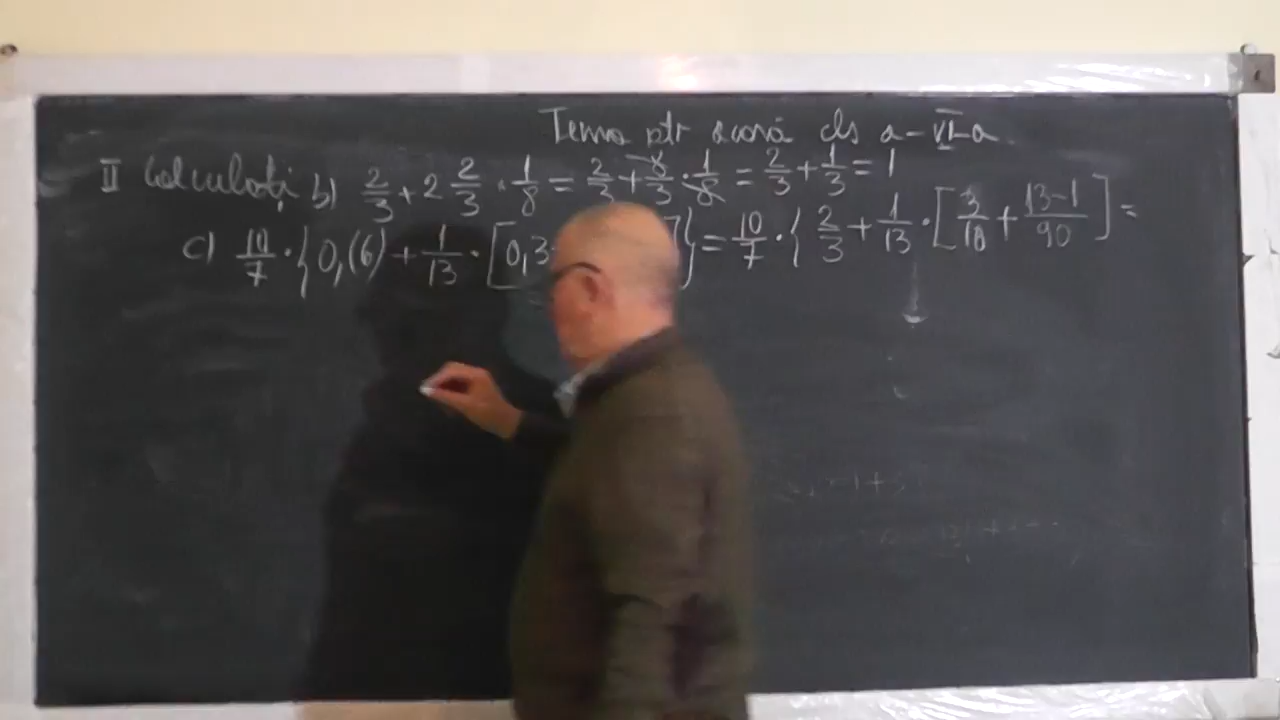 Tema ptr acasă cls a-VI-a
II Calculați b) 2/3 + 2 2/3 · 1/8 = 2/3 + 8/3 · 1/8 = 2/3 + 1/3 = 1
c) 10/7 · { 0,(6) + 1/13 · [ 0,3 ]} = 10/7 · { 2/3 + 1/13 · [ 3/10 + 13-1/90 ] =